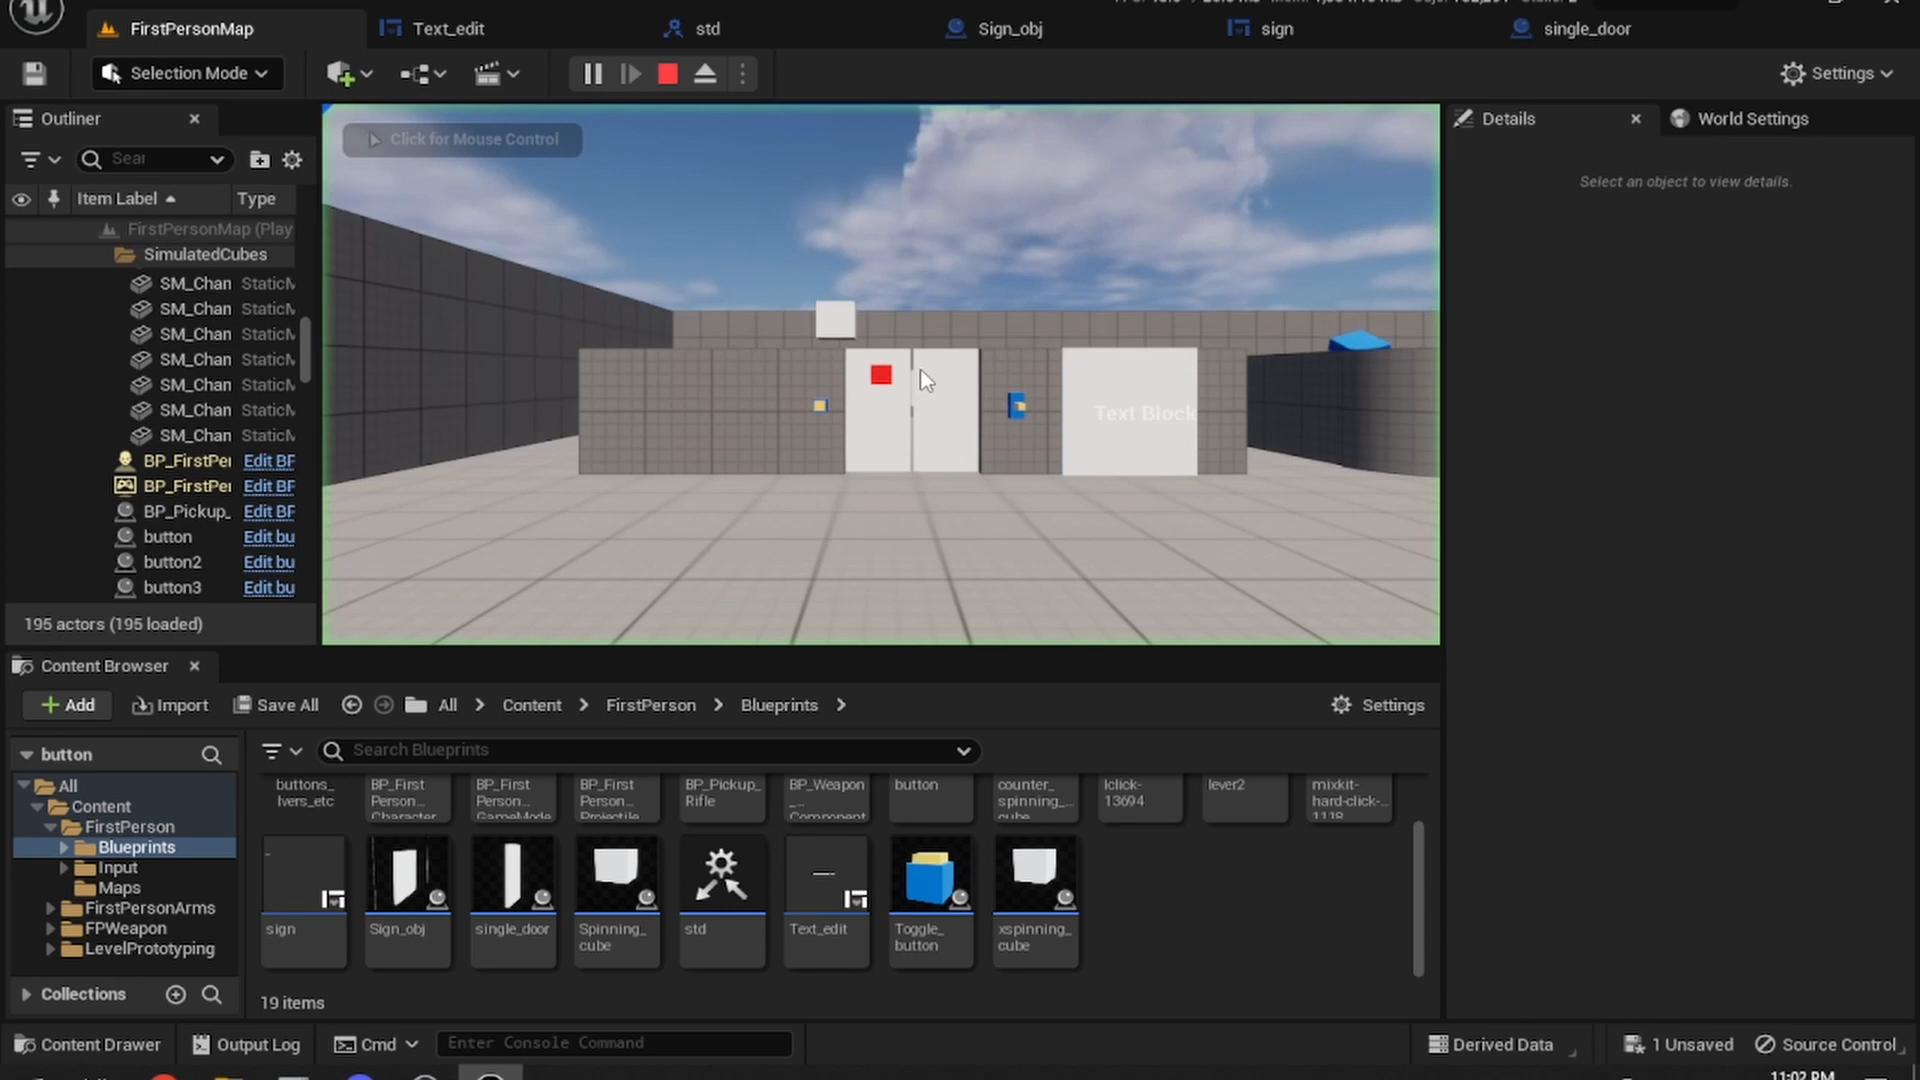 FirstPersonMap
Text_edit
std
Sign_obj
sign
single_door
Selection Mode
Settings
Outliner
Sear
Item Label
Type
FirstPersonMap (Play
SimulatedCubes
SM_Chan StaticM
SM_Chan StaticM
SM_Chan StaticM
SM_Chan StaticM
SM_Chan StaticM
SM_Chan StaticM
SM_Chan StaticM
BP_FirstPer Edit BP
BP_FirstPer Edit BP
BP_Pickup_ Edit BP
button Edit bu
button2 Edit bu
button3 Edit bu
195 actors (195 loaded)
Click for Mouse Control
Text Block
Details
World Settings
Select an object to view details.
Content Browser
Add
Import
Save All
All
Content
FirstPerson
Blueprints
Settings
button
All
Content
FirstPerson
Blueprints
Input
Maps
FirstPersonArms
FPWeapon
LevelPrototyping
Collections
Search Blueprints
buttons_
lvers_etc
BP_First
Person...
Character
BP_First
Person...
GameMode
BP_First
Person...
Projectile
BP_Pickup_
Rifle
BP_Weapon
_...
Component
button
counter_
spinning_...
cube
lclick-
13694
lever2
mixkit-
hard-click-...
1118
sign
Sign_obj
single_door
Spinning_
cube
std
Text_edit
Toggle_
button
xspinning_
cube
19 items
Content Drawer
Output Log
Cmd
Enter Console Command
Derived Data
1 Unsaved
Source Control
11:02 PM